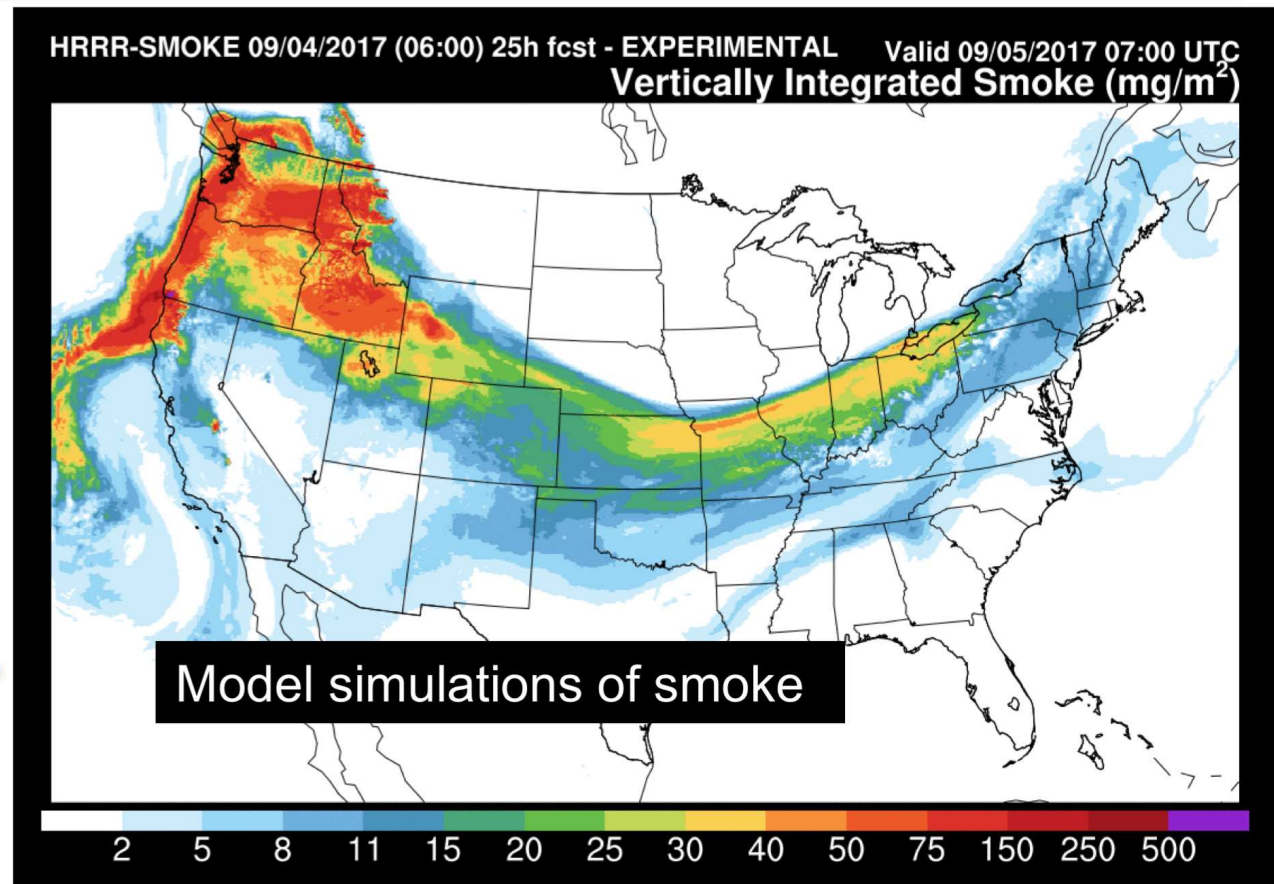 HRRR-SMOKE 09/04/2017 (06:00) 25h fcst - EXPERIMENTAL Valid 09/05/2017 07:00 UTC
Vertically Integrated Smoke (mg/m²)
Model simulations of smoke
2 5 8 11 15 20 25 30 40 50 75 150 250 500